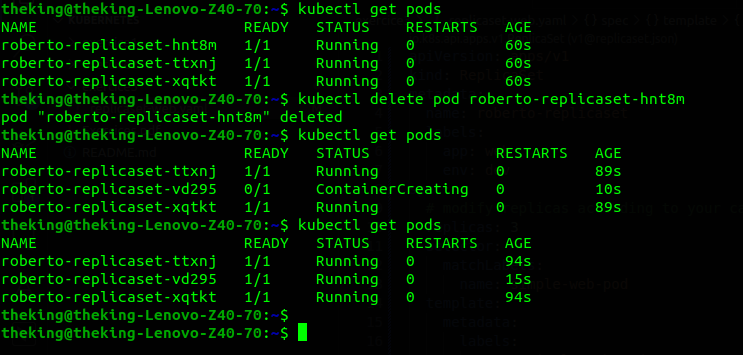 theking@theking-Lenovo-Z40-70:~$ kubectl get pods
NAME                       READY   STATUS    RESTARTS   AGE
roberto-replicaset-hnt8m   1/1     Running   0          60s
roberto-replicaset-ttxnj   1/1     Running   0          60s
roberto-replicaset-xqtkt   1/1     Running   0          60s
theking@theking-Lenovo-Z40-70:~$ kubectl delete pod roberto-replicaset-hnt8m
pod "roberto-replicaset-hnt8m" deleted
theking@theking-Lenovo-Z40-70:~$ kubectl get pods
NAME                       READY   STATUS              RESTARTS   AGE
roberto-replicaset-ttxnj   1/1     Running             0          89s
roberto-replicaset-vd295   0/1     ContainerCreating   0          10s
roberto-replicaset-xqtkt   1/1     Running             0          89s
theking@theking-Lenovo-Z40-70:~$ kubectl get pods
NAME                       READY   STATUS    RESTARTS   AGE
roberto-replicaset-ttxnj   1/1     Running   0          94s
roberto-replicaset-vd295   1/1     Running   0          15s
roberto-replicaset-xqtkt   1/1     Running   0          94s
theking@theking-Lenovo-Z40-70:~$
theking@theking-Lenovo-Z40-70:~$